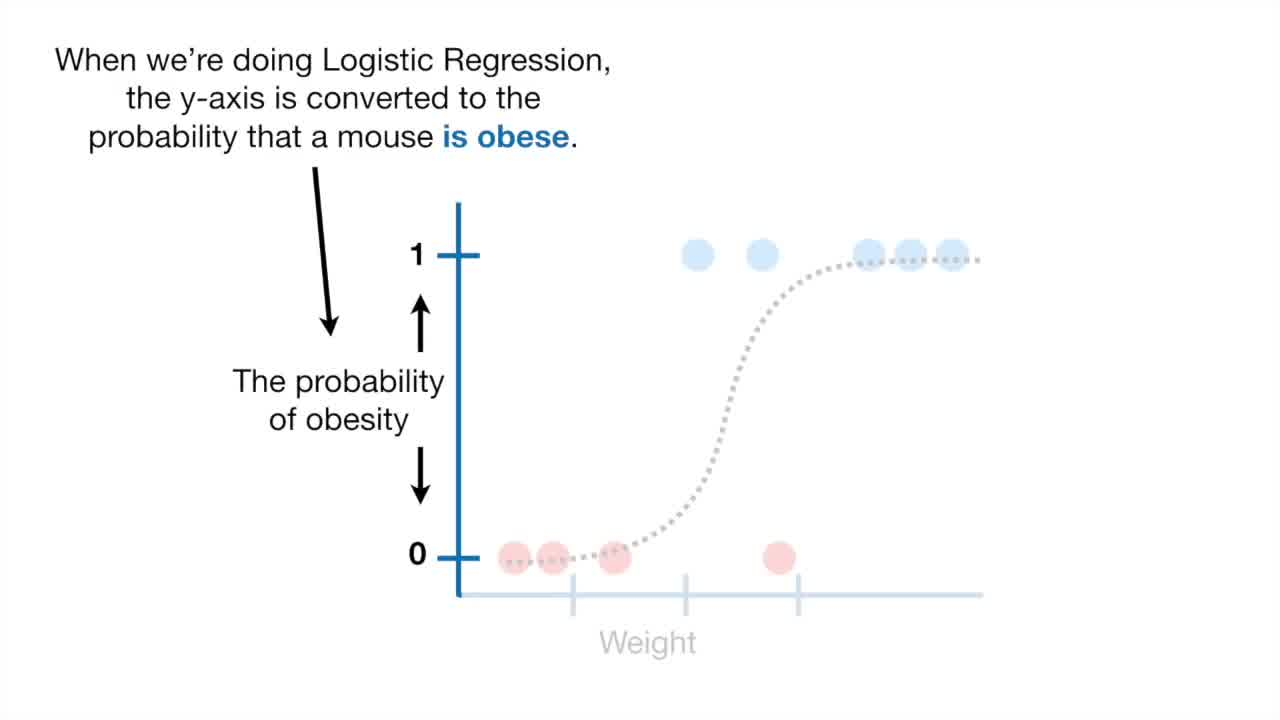 When we're doing Logistic Regression,
the y-axis is converted to the
probability that a mouse is obese.
1
The probability
of obesity
0
Weight